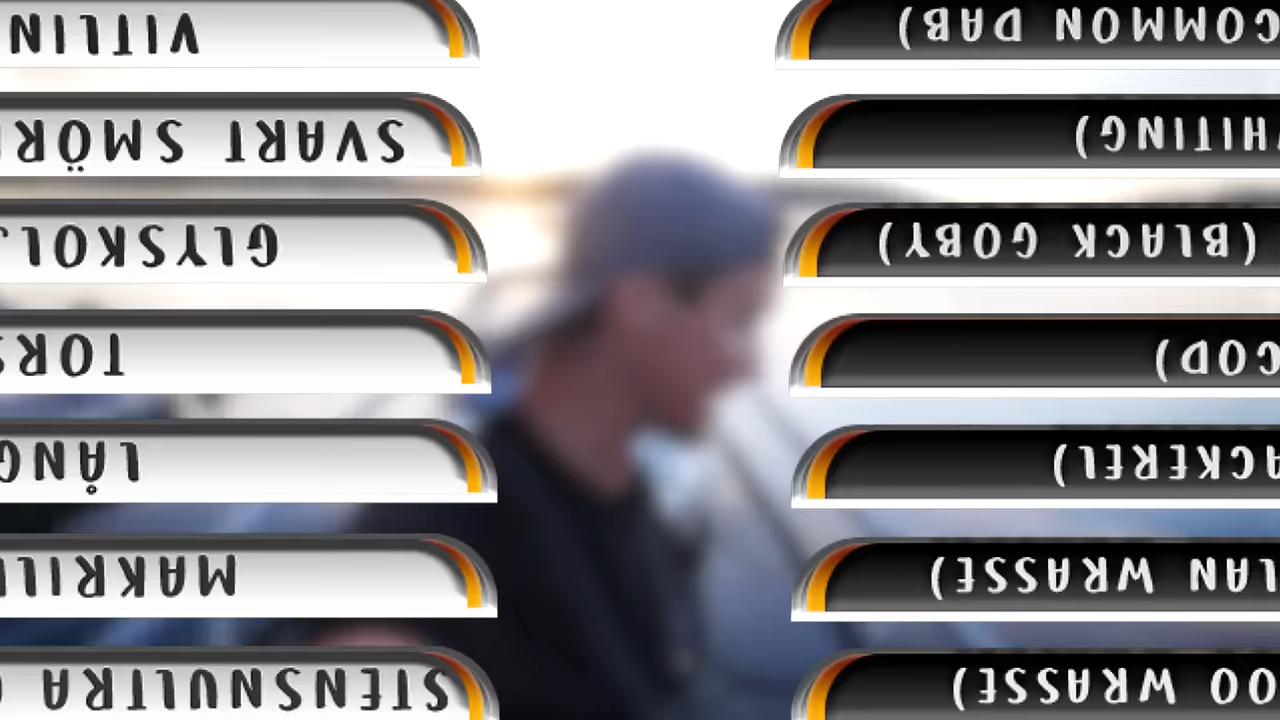 OO WRASSE) STENSNULTRA
LAN WRASSE) MAKRILL
ACKEREL) LÅNG
COD) TORS
(BLACK GOBY) GLYSKOL
HITING) SVART SMÖR
COMMON DAB) VITLIN